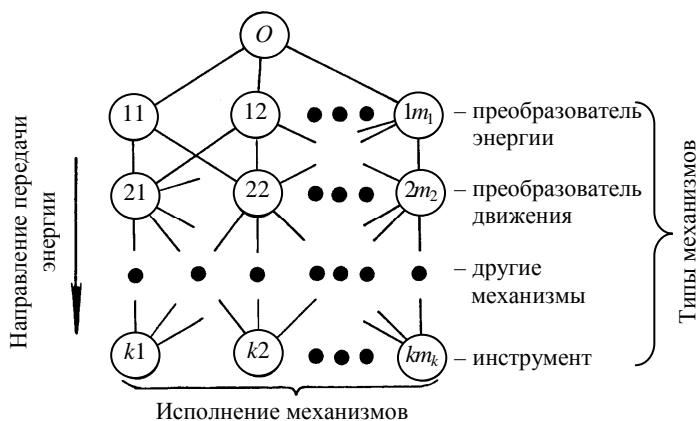 O
11
12
1m₁
– преобразователь
энергии
21
22
2m₂
– преобразователь
движения
– другие
механизмы
k1
k2
kmₖ
– инструмент
Исполнение механизмов
Направление передачи
энергии
Типы механизмов